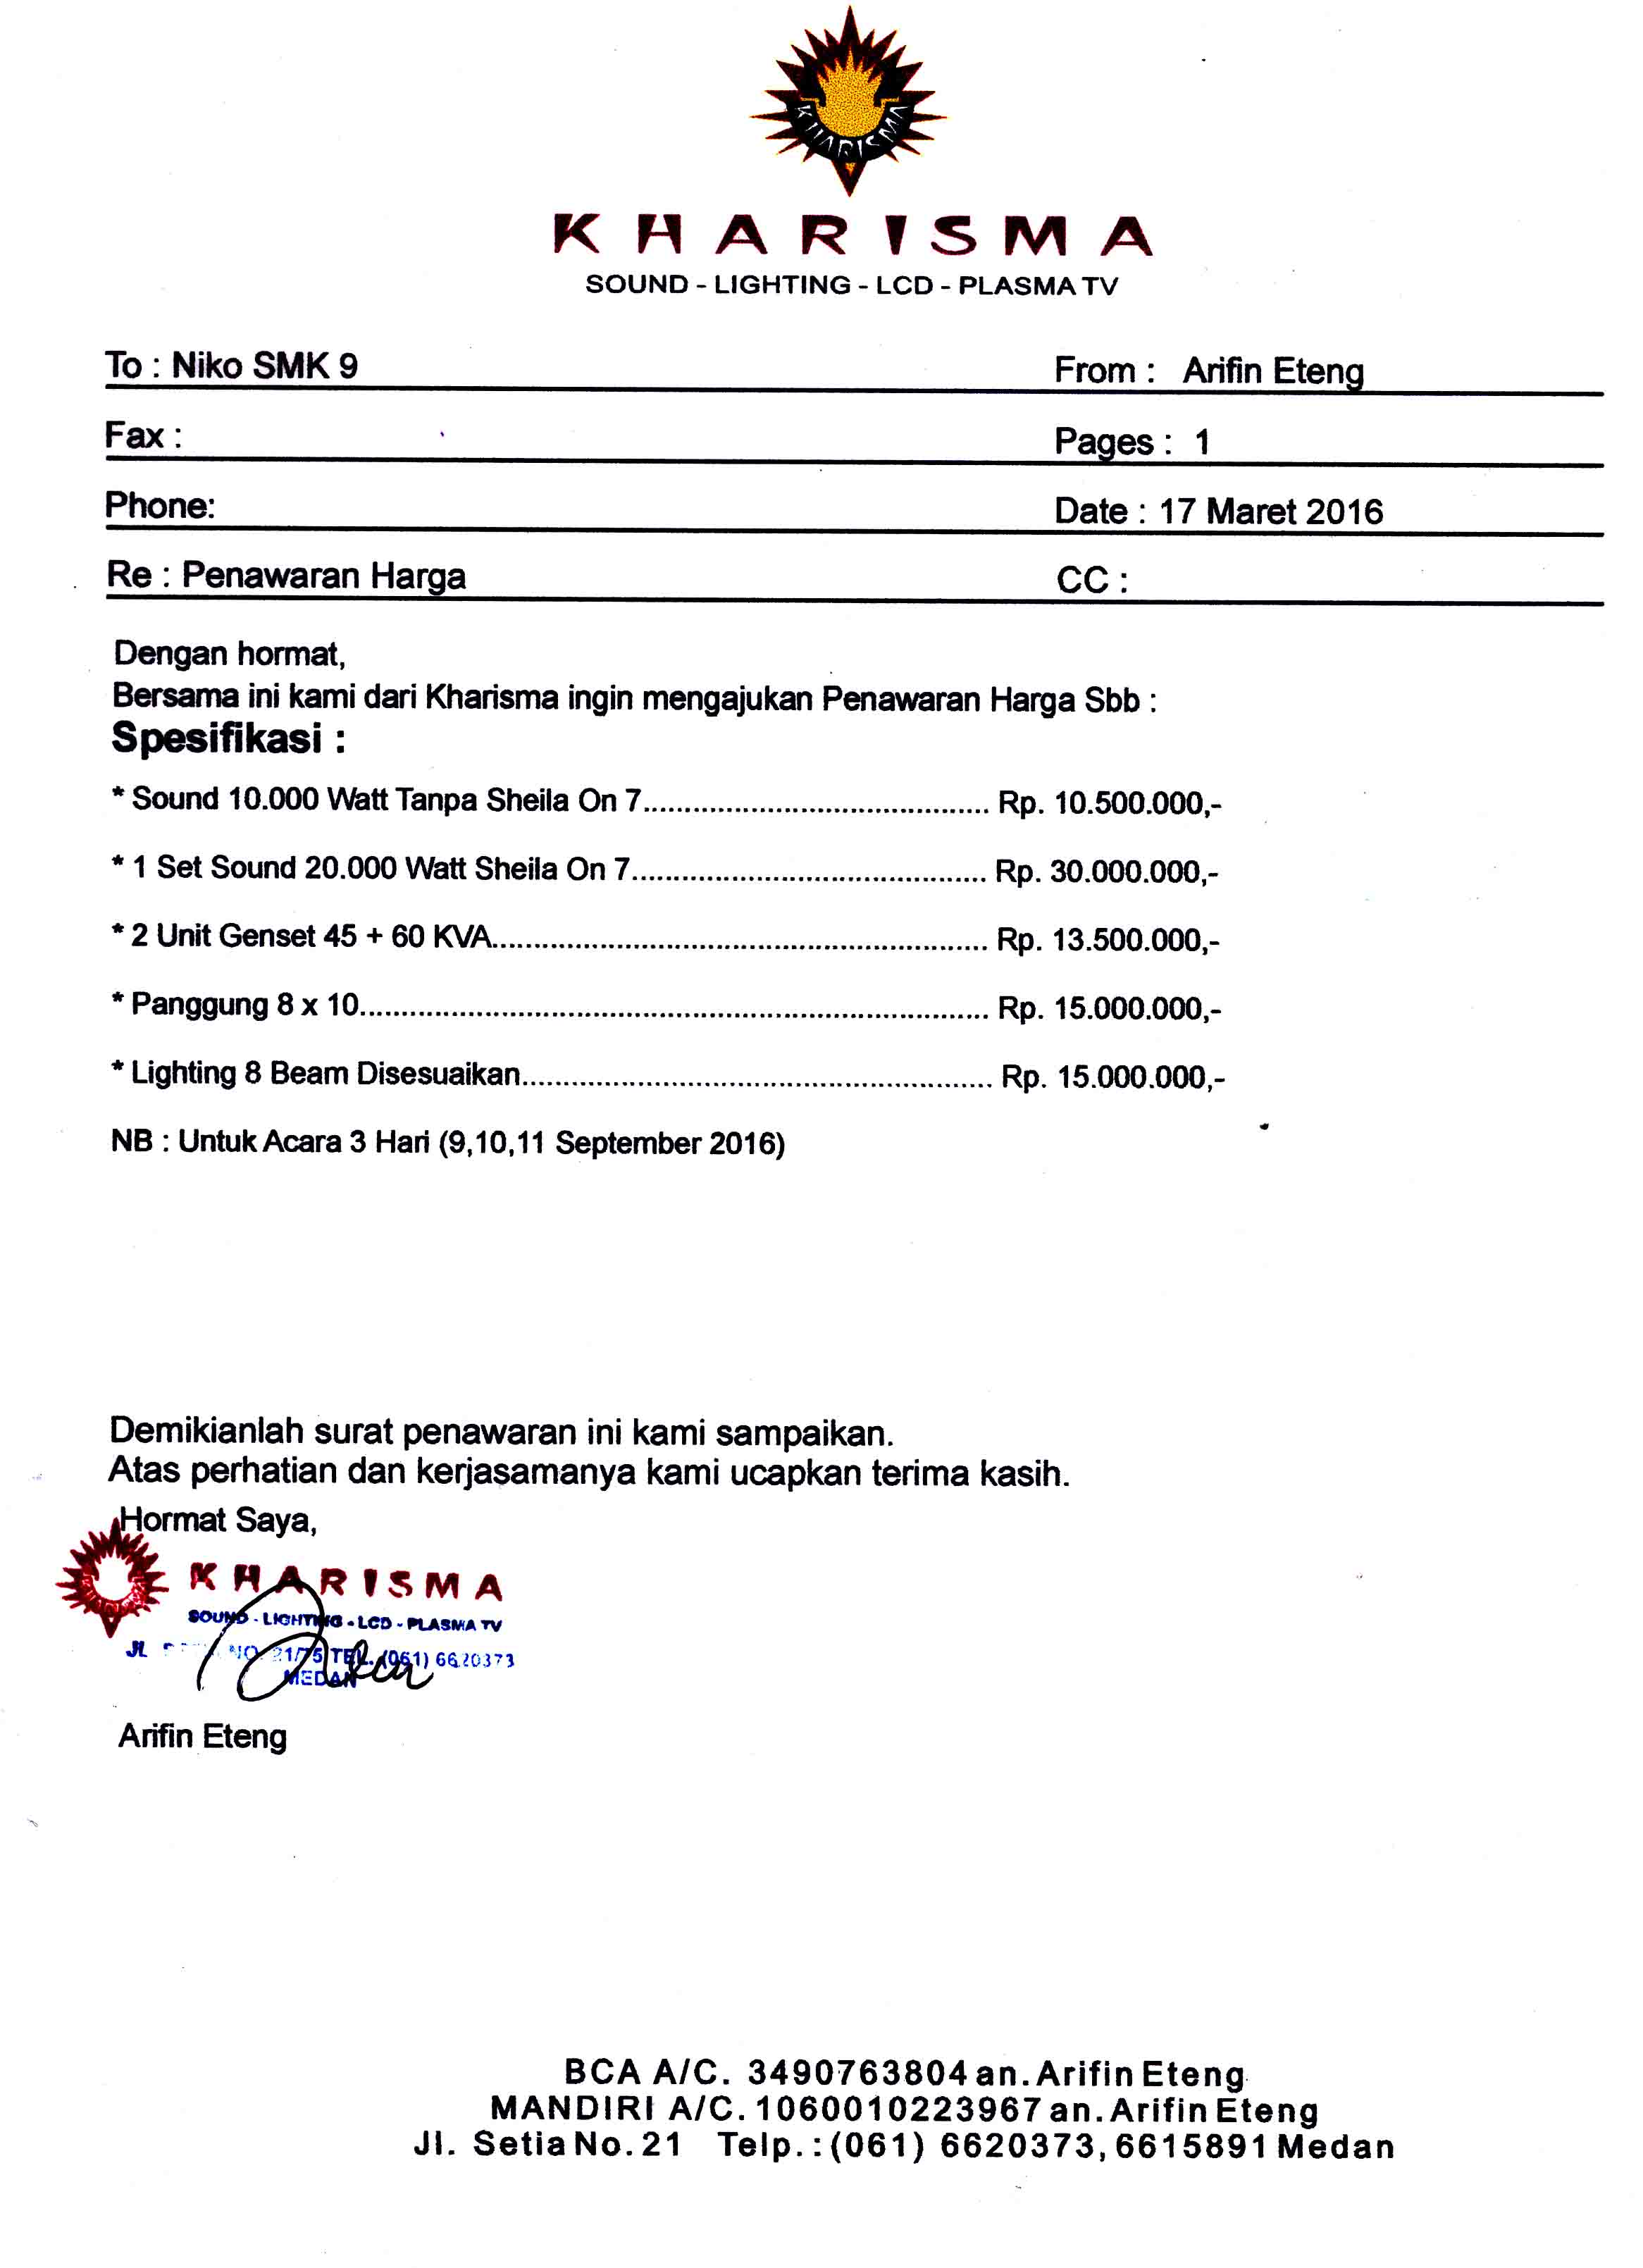 KHARISMA
K H A R I S M A
SOUND - LIGHTING - LCD - PLASMA TV
To : Niko SMK 9 From : Arifin Eteng
Fax : Pages : 1
Phone: Date : 17 Maret 2016
Re : Penawaran Harga CC :
Dengan hormat,
Bersama ini kami dari Kharisma ingin mengajukan Penawaran Harga Sbb :
Spesifikasi :
* Sound 10.000 Watt Tanpa Sheila On 7.......................................... Rp. 10.500.000,-
* 1 Set Sound 20.000 Watt Sheila On 7........................................... Rp. 30.000.000,-
* 2 Unit Genset 45 + 60 KVA............................................................ Rp. 13.500.000,-
* Panggung 8 x 10............................................................................ Rp. 15.000.000,-
* Lighting 8 Beam Disesuaikan......................................................... Rp. 15.000.000,-
NB : Untuk Acara 3 Hari (9,10,11 September 2016)
Demikianlah surat penawaran ini kami sampaikan.
Atas perhatian dan kerjasamanya kami ucapkan terima kasih.
Hormat Saya,
K H A R I S M A
SOUND - LIGHTING - LCD - PLASMA TV
JL NO. 21/75 TEL. (061) 6620373
MEDAN
Arifin Eteng
BCA A/C. 3490763804 an. Arifin Eteng
MANDIRI A/C. 1060010223967 an. Arifin Eteng
Jl. Setia No. 21 Telp. : (061) 6620373, 6615891 Medan